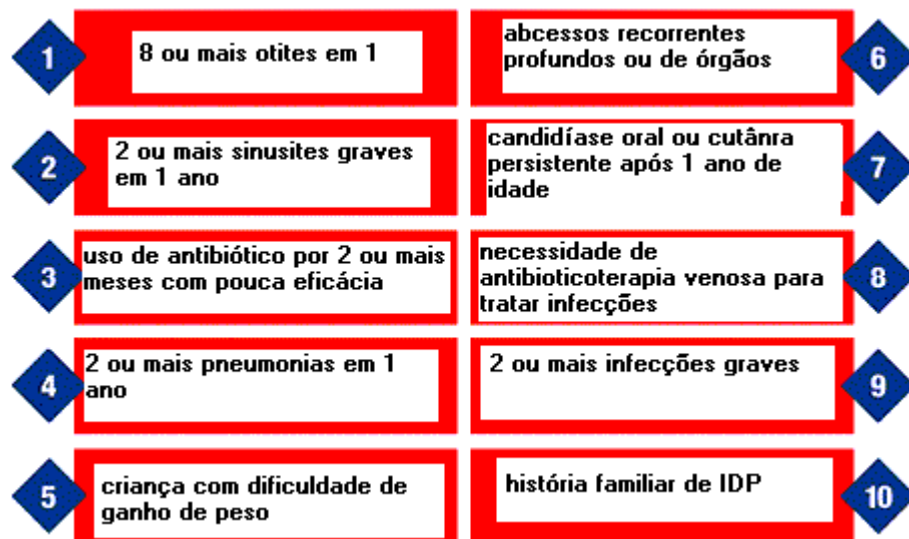 1
8 ou mais otites em 1
2
2 ou mais sinusites graves
em 1 ano
3
uso de antibiótico por 2 ou mais
meses com pouca eficácia
4
2 ou mais pneumonias em 1
ano
5
criança com dificuldade de
ganho de peso
6
abcessos recorrentes
profundos ou de órgãos
7
candidíase oral ou cutânra
persistente após 1 ano de
idade
8
necessidade de
antibioticoterapia venosa para
tratar infecções
9
2 ou mais infecções graves
10
história familiar de IDP